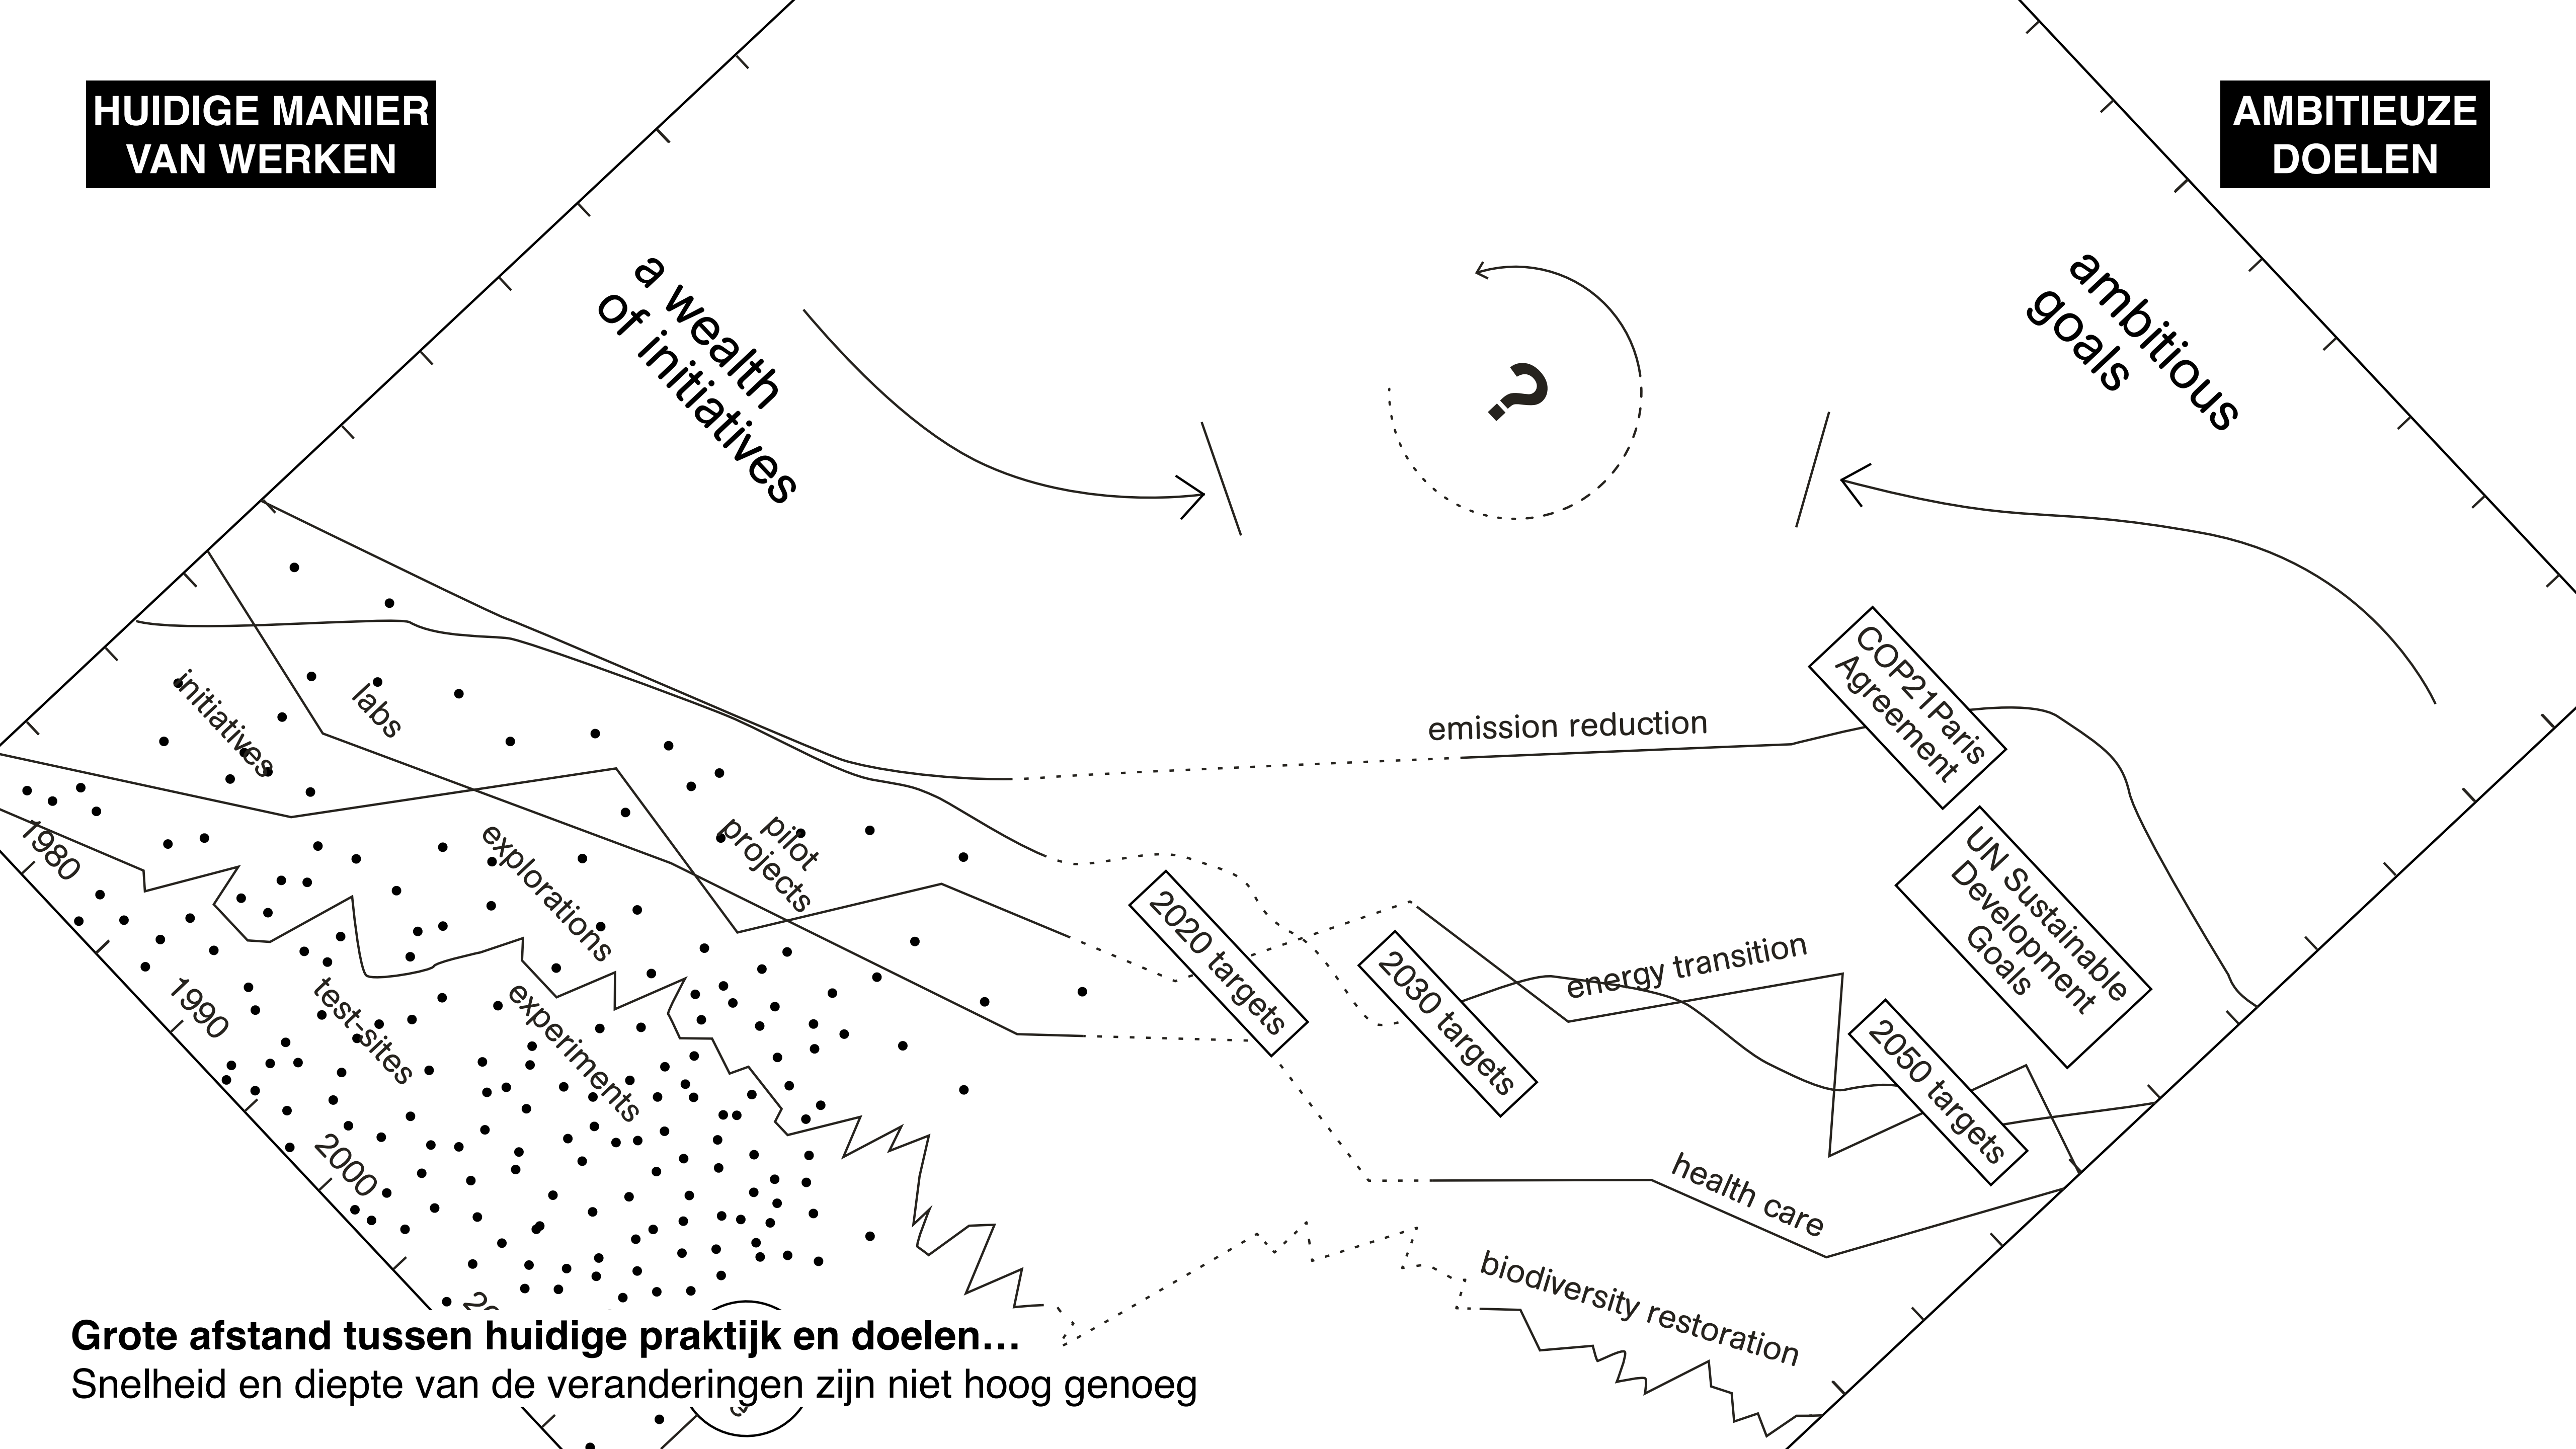 HUIDIGE MANIER
VAN WERKEN
AMBITIEUZE
DOELEN
a wealth
of initiatives
?
ambitious
goals
COP21Paris
Agreement
emission reduction
initiatives
labs
1980
explorations
pilot
projects
2020 targets
2030 targets
energy transition
UN Sustainable
Development
Goals
1990
test-sites
experiments
2050 targets
2000
health care
biodiversity restoration
Grote afstand tussen huidige praktijk en doelen…
Snelheid en diepte van de veranderingen zijn niet hoog genoeg